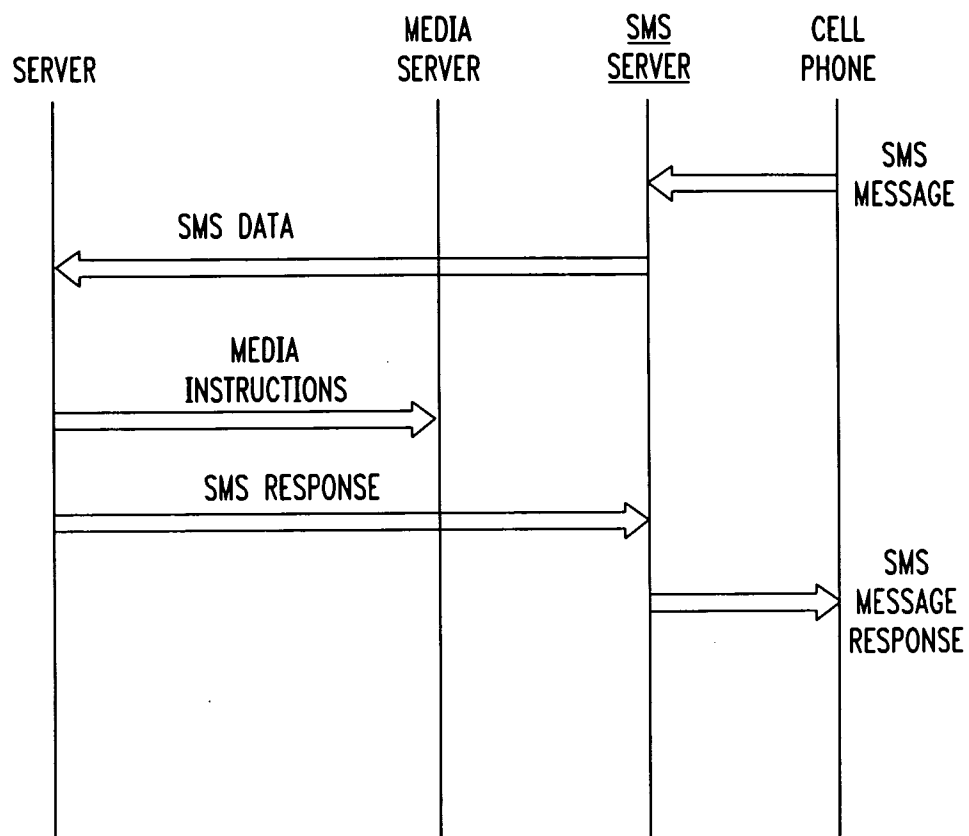 SERVER
MEDIA
SERVER
SMS
SERVER
CELL
PHONE
SMS
MESSAGE
SMS DATA
MEDIA
INSTRUCTIONS
SMS RESPONSE
SMS
MESSAGE
RESPONSE